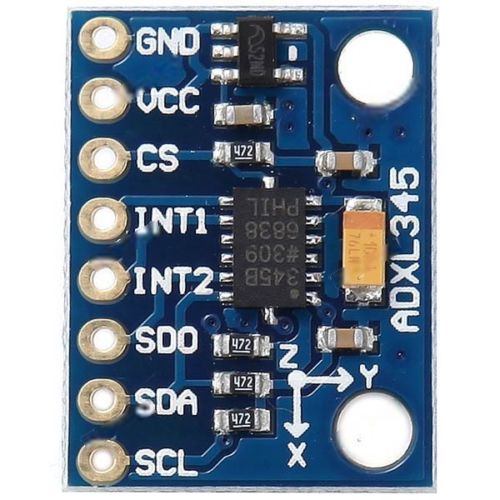 GND
VCC
CS
INT1
INT2
SDO
SDA
SCL
472
345B
#309
6838
PHIL
472
472
472
ADXL345
Z
Y
X